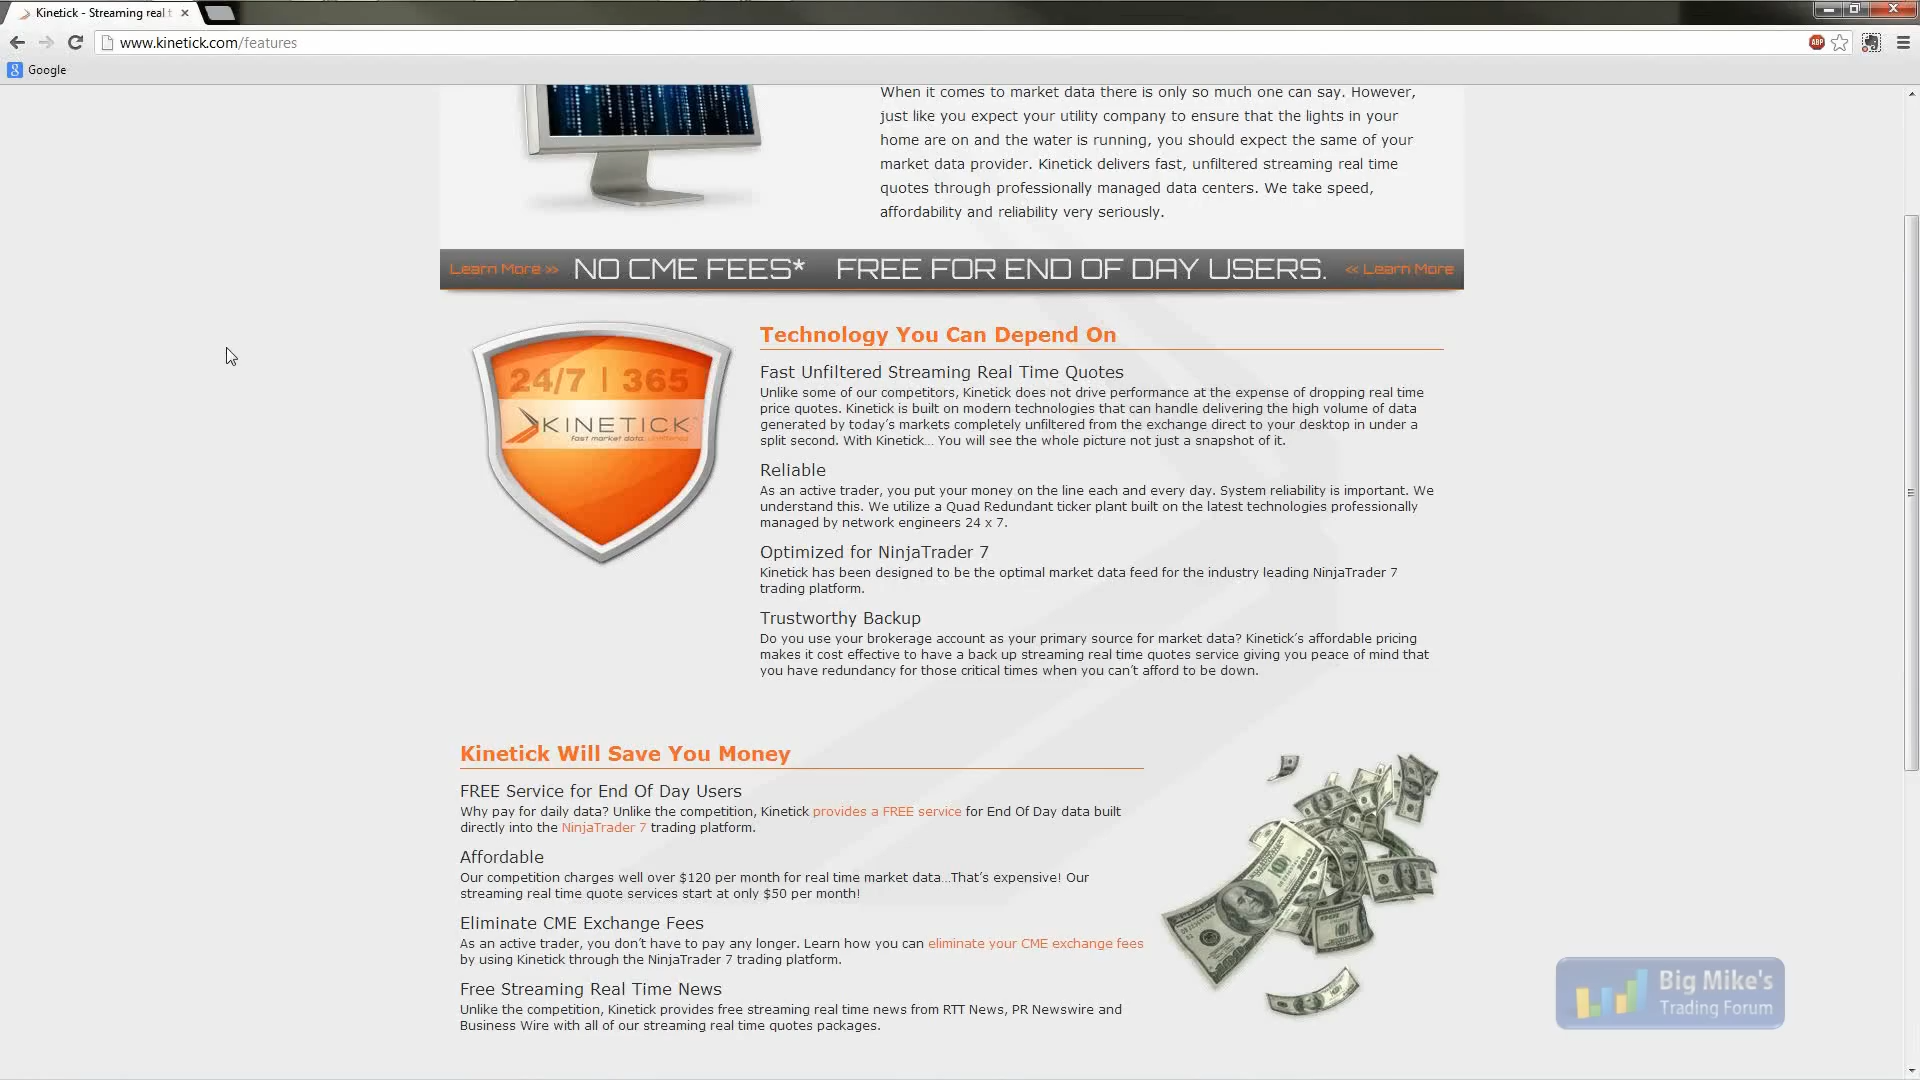 Kinetick - Streaming real t
www.kinetick.com/features
ABP
Google
When it comes to market data there is only so much one can say. However,
just like you expect your utility company to ensure that the lights in your
home are on and the water is running, you should expect the same of your
market data provider. Kinetick delivers fast, unfiltered streaming real time
quotes through professionally managed data centers. We take speed,
affordability and reliability very seriously.
Learn More >> NO CME FEES* FREE FOR END OF DAY USERS. << Learn More
24/7 | 365
KINETICK
fast market data. unfiltered
Technology You Can Depend On
Fast Unfiltered Streaming Real Time Quotes
Unlike some of our competitors, Kinetick does not drive performance at the expense of dropping real time
price quotes. Kinetick is built on modern technologies that can handle delivering the high volume of data
generated by today's markets completely unfiltered from the exchange direct to your desktop in under a
split second. With Kinetick... You will see the whole picture not just a snapshot of it.
Reliable
As an active trader, you put your money on the line each and every day. System reliability is important. We
understand this. We utilize a Quad Redundant ticker plant built on the latest technologies professionally
managed by network engineers 24 x 7.
Optimized for NinjaTrader 7
Kinetick has been designed to be the optimal market data feed for the industry leading NinjaTrader 7
trading platform.
Trustworthy Backup
Do you use your brokerage account as your primary source for market data? Kinetick's affordable pricing
makes it cost effective to have a back up streaming real time quotes service giving you peace of mind that
you have redundancy for those critical times when you can't afford to be down.
Kinetick Will Save You Money
FREE Service for End Of Day Users
Why pay for daily data? Unlike the competition, Kinetick provides a FREE service for End Of Day data built
directly into the NinjaTrader 7 trading platform.
Affordable
Our competition charges well over $120 per month for real time market data...That's expensive! Our
streaming real time quote services start at only $50 per month!
Eliminate CME Exchange Fees
As an active trader, you don't have to pay any longer. Learn how you can eliminate your CME exchange fees
by using Kinetick through the NinjaTrader 7 trading platform.
Free Streaming Real Time News
Unlike the competition, Kinetick provides free streaming real time news from RTT News, PR Newswire and
Business Wire with all of our streaming real time quotes packages.
Big Mike's
Trading Forum